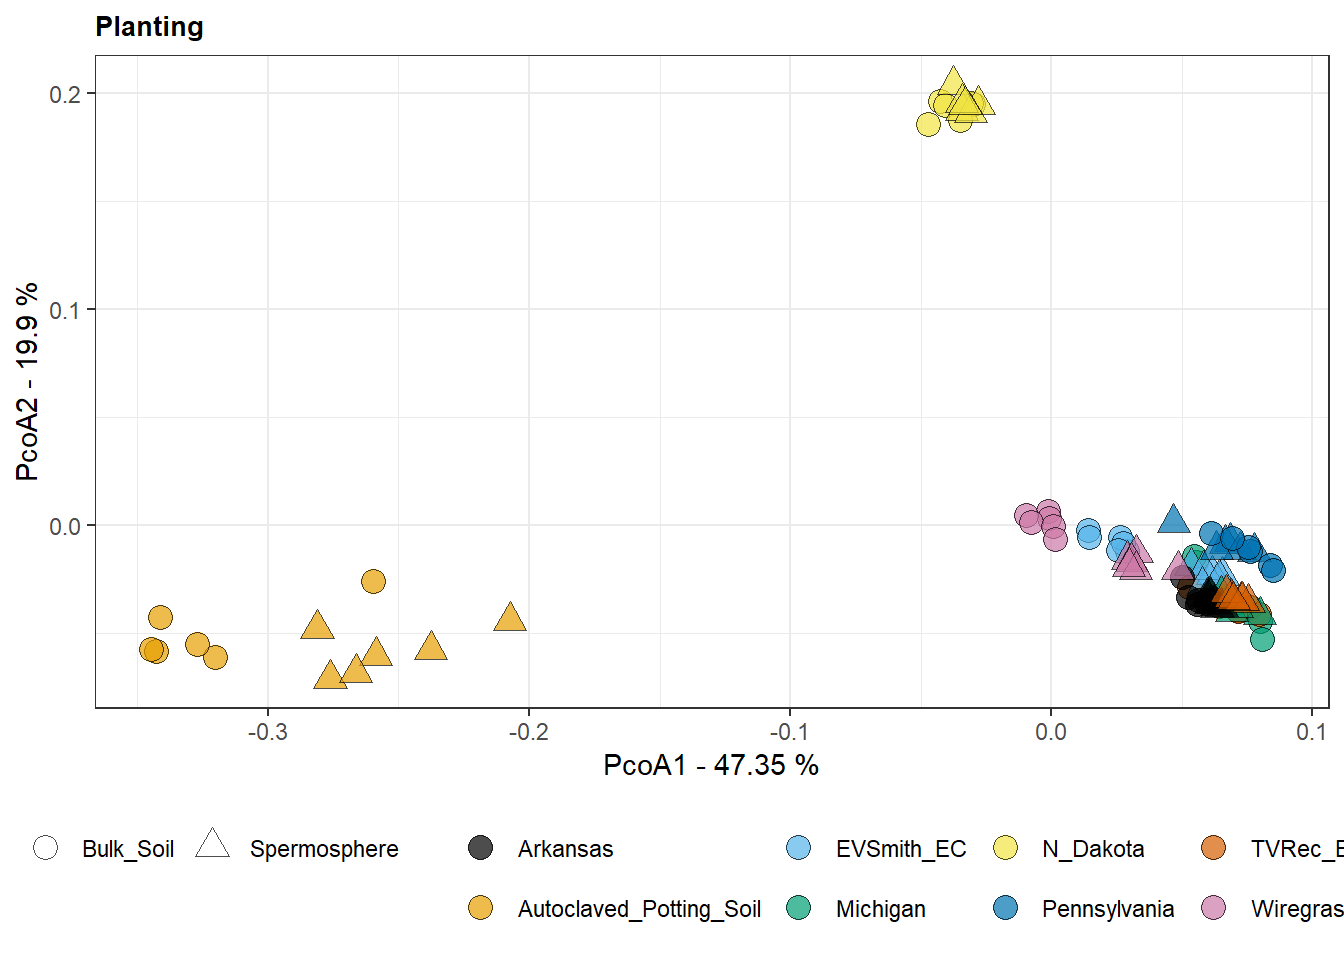 Planting
PcoA2 - 19.9 %
0.2
0.1
0.0
-0.3 -0.2 -0.1 0.0 0.1
PcoA1 - 47.35 %
Bulk_Soil Spermosphere Arkansas EVSmith_EC N_Dakota
Autoclaved_Potting_Soil Michigan Pennsylvania